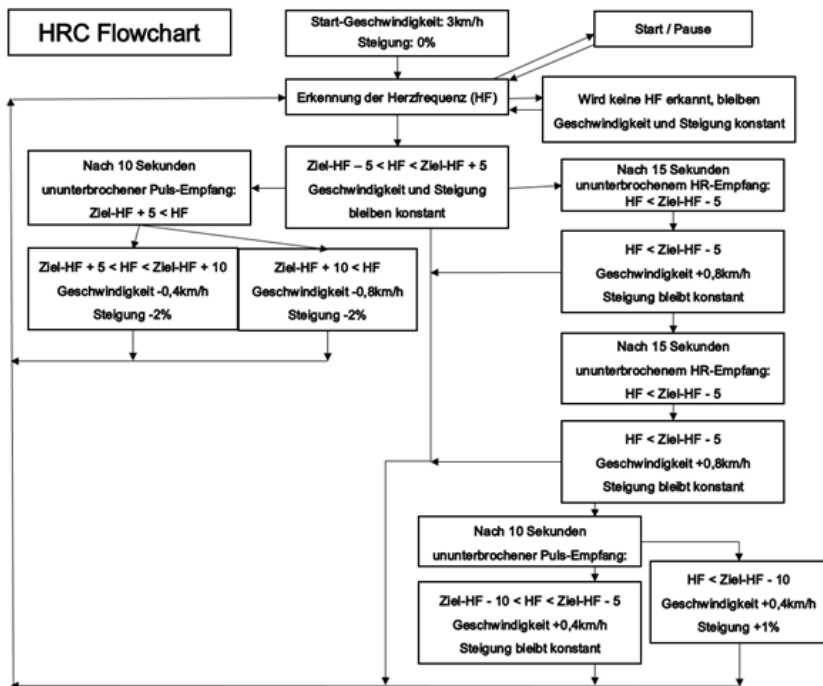 HRC Flowchart
Start-Geschwindigkeit: 3km/h
Steigung: 0%
Start / Pause
Erkennung der Herzfrequenz (HF)
Wird keine HF erkannt, bleiben
Geschwindigkeit und Steigung konstant
Nach 10 Sekunden
ununterbrochener Puls-Empfang:
Ziel-HF + 5 < HF
Ziel-HF – 5 < HF < Ziel-HF + 5
Geschwindigkeit und Steigung
bleiben konstant
Nach 15 Sekunden
ununterbrochenem HR-Empfang:
HF < Ziel-HF - 5
Ziel-HF + 5 < HF < Ziel-HF + 10
Geschwindigkeit -0,4km/h
Steigung -2%
Ziel-HF + 10 < HF
Geschwindigkeit -0,8km/h
Steigung -2%
HF < Ziel-HF - 5
Geschwindigkeit +0,8km/h
Steigung bleibt konstant
Nach 15 Sekunden
ununterbrochenem HR-Empfang:
HF < Ziel-HF - 5
HF < Ziel-HF - 5
Geschwindigkeit +0,8km/h
Steigung bleibt konstant
Nach 10 Sekunden
ununterbrochener Puls-Empfang:
Ziel-HF - 10 < HF < Ziel-HF - 5
Geschwindigkeit +0,4km/h
Steigung bleibt konstant
HF < Ziel-HF - 10
Geschwindigkeit +0,4km/h
Steigung +1%